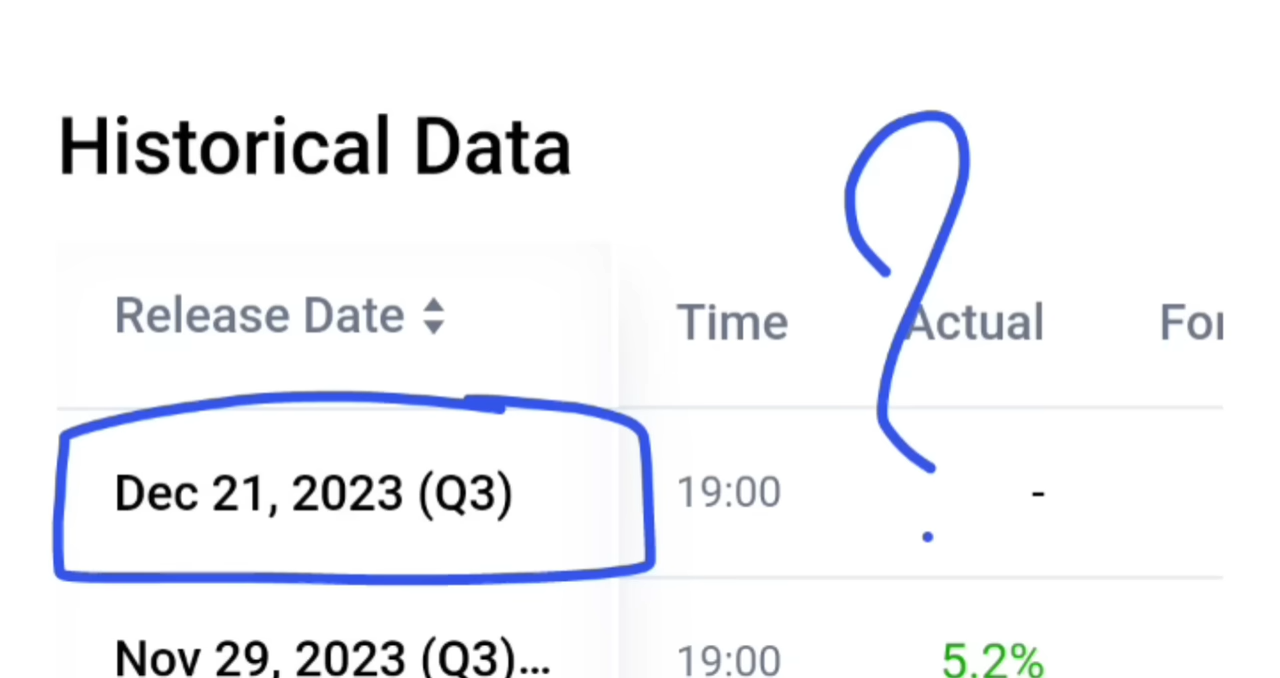 Historical Data
Release Date Time Actual For
Dec 21, 2023 (Q3) 19:00 -
Nov 29, 2023 (Q3)... 19:00 5.2%
?